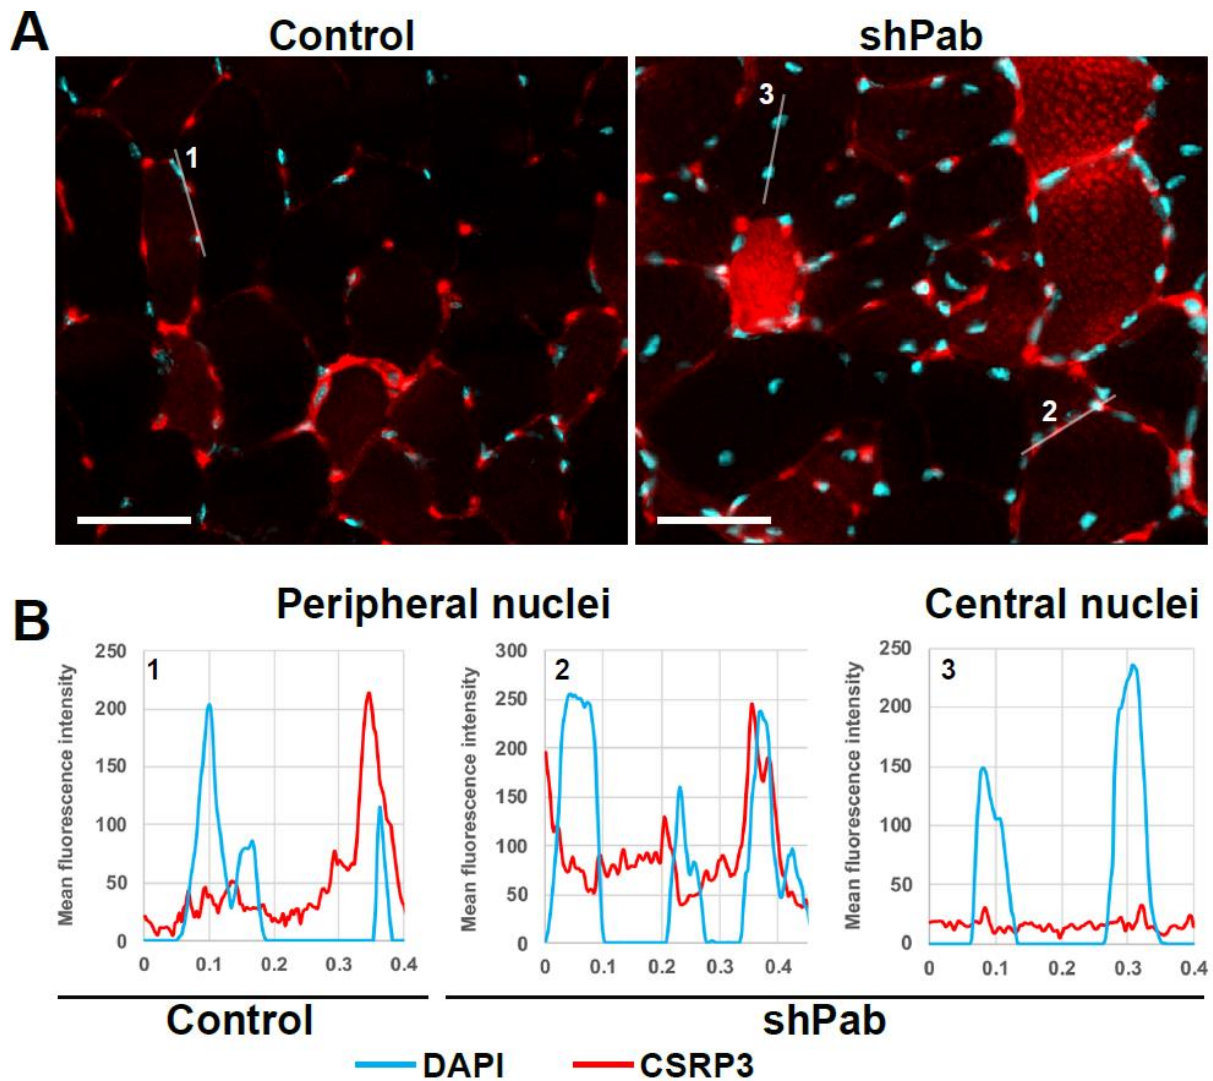 A
Control
shPab
1
3
2
B
Peripheral nuclei
Central nuclei
Mean fluorescence intensity
250
200
150
100
50
0
1
0 0.1 0.2 0.3 0.4
Mean fluorescence intensity
300
250
200
150
100
50
0
2
0 0.1 0.2 0.3 0.4
Mean fluorescence intensity
250
200
150
100
50
0
3
0 0.1 0.2 0.3 0.4
Control
shPab
DAPI
CSRP3